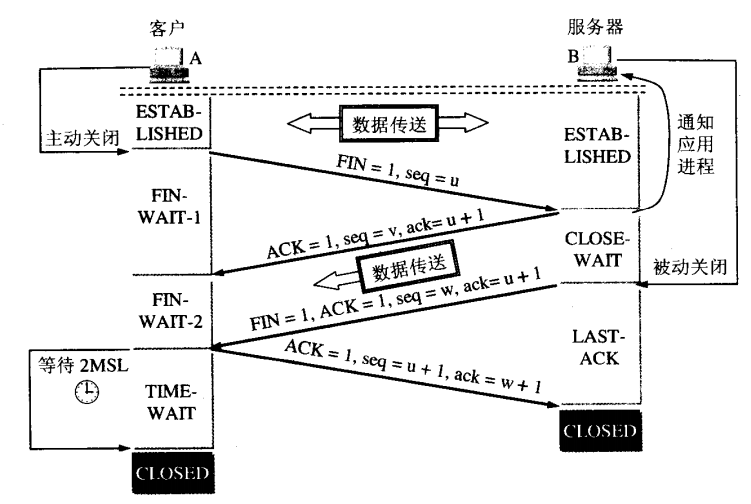 客户
服务器
A
B
ESTAB-
LISHED
数据传送
ESTAB-
LISHED
通知
应用
进程
主动关闭
FIN = 1, seq = u
FIN-
WAIT-1
ACK = 1, seq = v, ack= u + 1
CLOSE-
WAIT
数据传送
被动关闭
FIN-
WAIT-2
FIN = 1, ACK = 1, seq = w, ack= u + 1
LAST-
ACK
等待 2MSL
ACK = 1, seq = u + 1, ack = w + 1
TIME-
WAIT
CLOSED
CLOSED